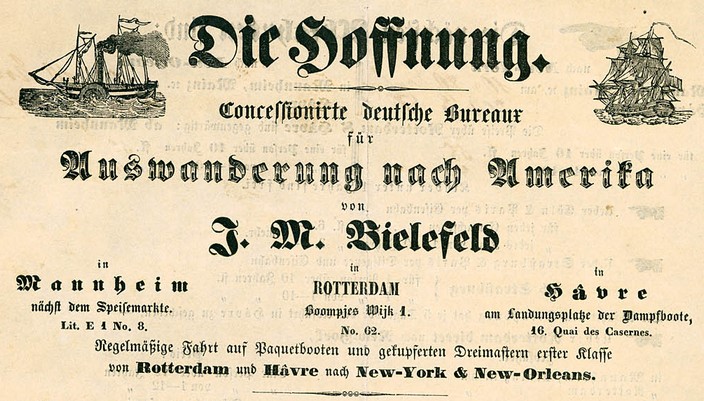 Die Hoffnung.
Concessionirte deutsche Bureaux
für
Auswanderung nach Amerika
von
J. M. Bielefeld
in
Mannheim
nächst dem Speisemarkte.
Lit. E 1 No. 8.
in
ROTTERDAM
Boompjes Wijk 1.
No. 62.
in
Hâvre
am Landungsplatze der Dampfboote,
16. Quai des Casernes.
Regelmäßige Fahrt auf Paquetbooten und gekupferten Dreimastern erster Klasse
von Rotterdam und Hâvre nach New-York & New-Orleans.